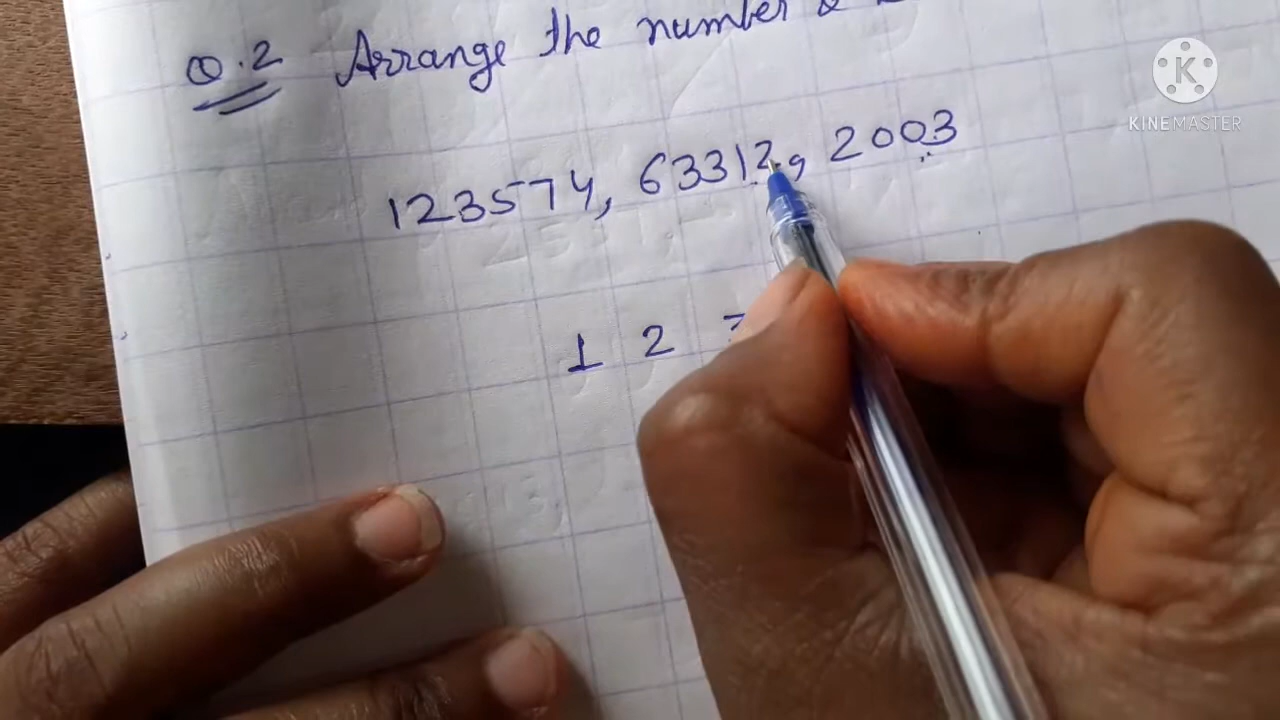 Q.2 Arrange the number &
123574, 63312, 2003
1 2
K
KINEMASTER